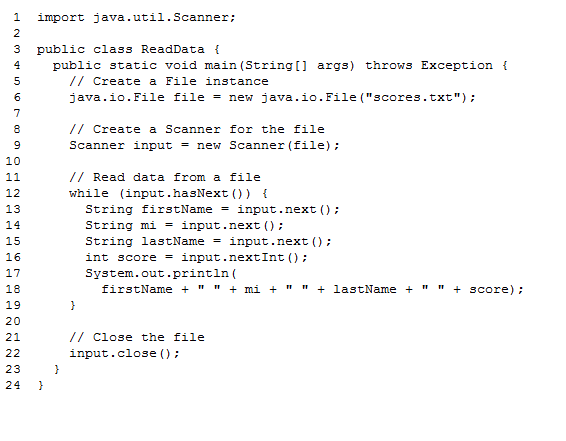 1 import java.util.Scanner;
2
3 public class ReadData {
4   public static void main(String[] args) throws Exception {
5     // Create a File instance
6     java.io.File file = new java.io.File("scores.txt");
7
8     // Create a Scanner for the file
9     Scanner input = new Scanner(file);
10
11     // Read data from a file
12     while (input.hasNext()) {
13       String firstName = input.next();
14       String mi = input.next();
15       String lastName = input.next();
16       int score = input.nextInt();
17       System.out.println(
18         firstName + " " + mi + " " + lastName + " " + score);
19     }
20
21     // Close the file
22     input.close();
23   }
24 }